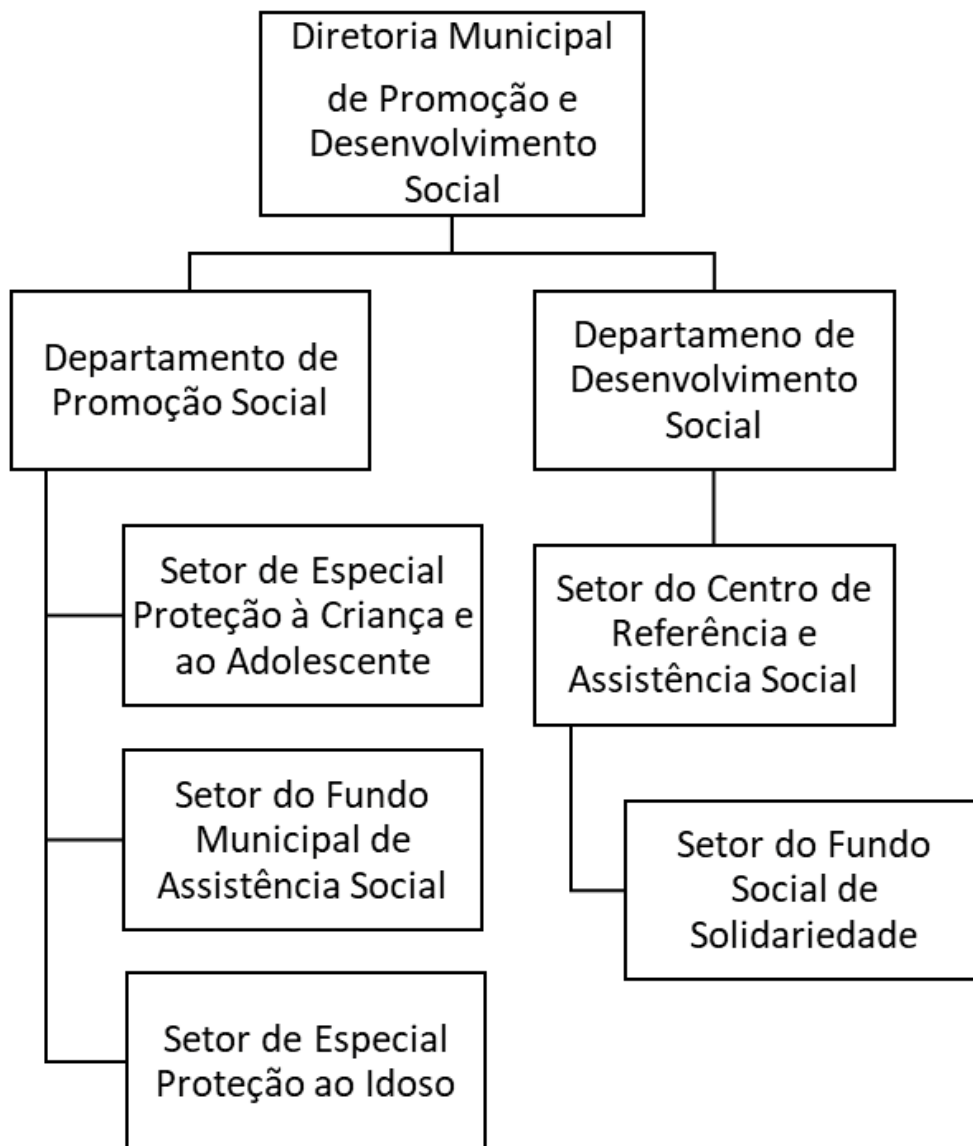 Diretoria Municipal
de Promoção e
Desenvolvimento
Social
Departamento de
Promoção Social
Departameno de
Desenvolvimento
Social
Setor de Especial
Proteção à Criança e
ao Adolescente
Setor do Fundo
Municipal de
Assistência Social
Setor de Especial
Proteção ao Idoso
Setor do Centro de
Referência e
Assistência Social
Setor do Fundo
Social de
Solidariedade